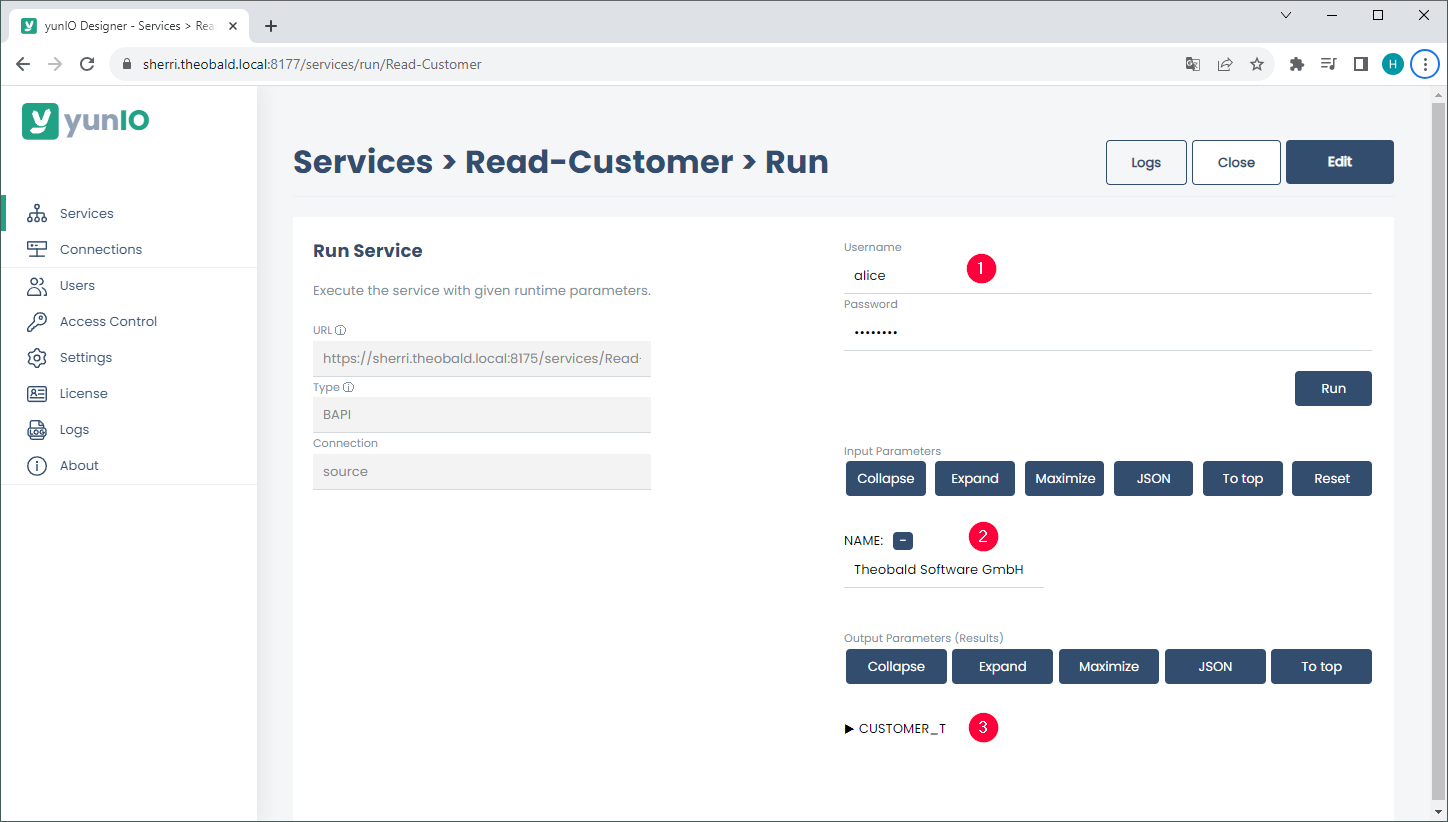 yunIO Designer - Services > Rea
sherri.theobald.local:8177/services/run/Read-Customer
H
yunIO
Services
Connections
Users
Access Control
Settings
License
Logs
About
Services > Read-Customer > Run
Logs
Close
Edit
Run Service
Execute the service with given runtime parameters.
URL
https://sherri.theobald.local:8175/services/Read-
Type
BAPI
Connection
source
Username
alice
1
Password
••••••••
Run
Input Parameters
Collapse
Expand
Maximize
JSON
To top
Reset
NAME: -
2
Theobald Software GmbH
Output Parameters (Results)
Collapse
Expand
Maximize
JSON
To top
▶ CUSTOMER_T
3